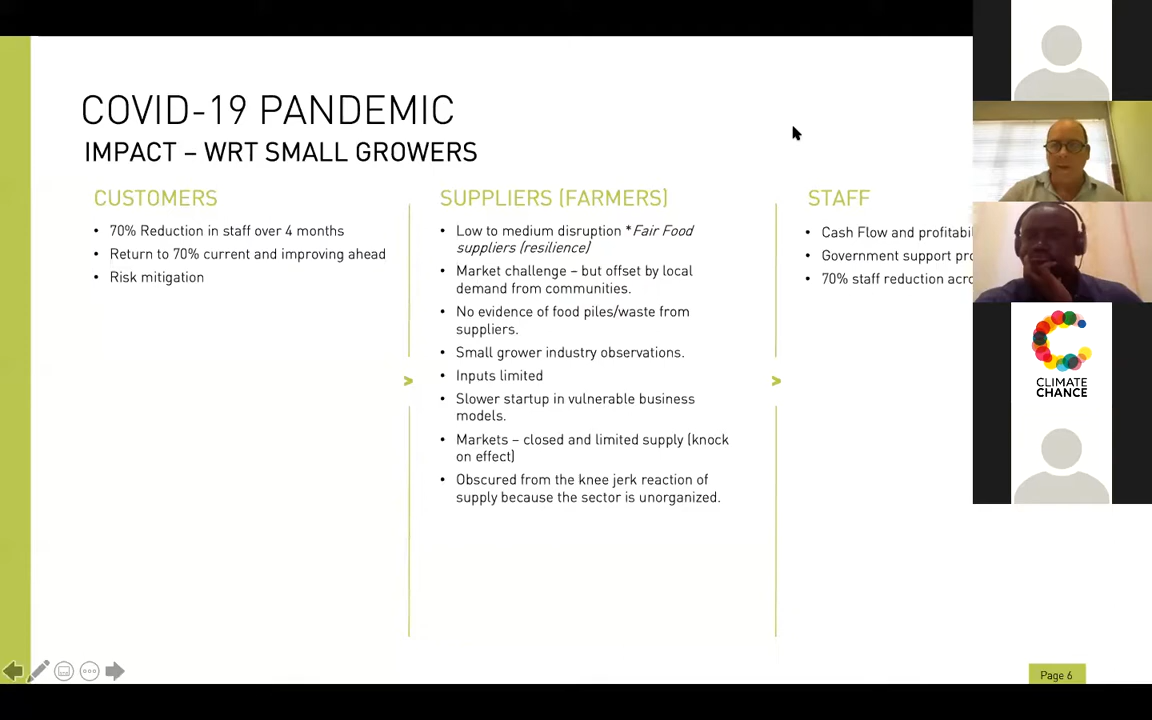 COVID-19 PANDEMIC
IMPACT – WRT SMALL GROWERS
CUSTOMERS
• 70% Reduction in staff over 4 months
• Return to 70% current and improving ahead
• Risk mitigation
SUPPLIERS (FARMERS)
• Low to medium disruption *Fair Food
suppliers (resilience)
• Market challenge – but offset by local
demand from communities.
• No evidence of food piles/waste from
suppliers.
• Small grower industry observations.
• Inputs limited
• Slower startup in vulnerable business
models.
• Markets – closed and limited supply (knock
on effect)
• Obscured from the knee jerk reaction of
supply because the sector is unorganized.
STAFF
• Cash Flow and
• Government support
• 70% staff reduction
CLIMATE
CHANCE
Page 6